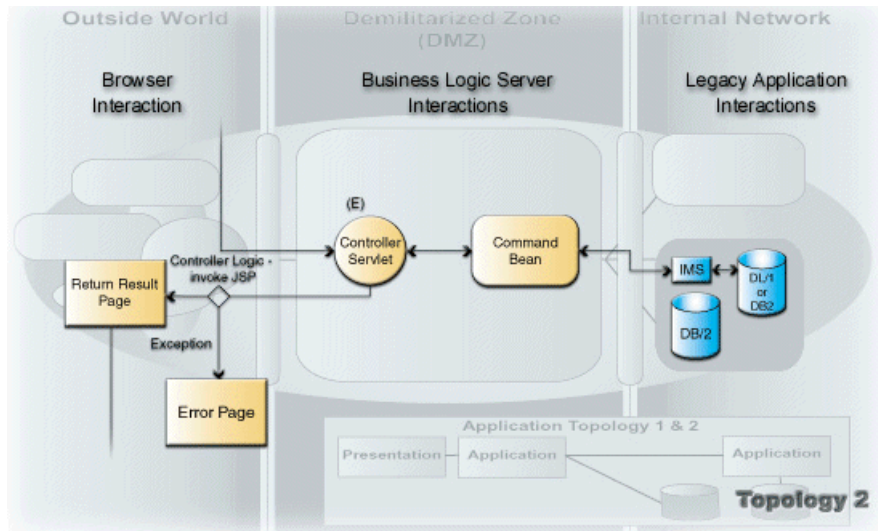 Outside World
Demilitarized Zone
(DMZ)
Internal Network
Browser
Interaction
Business Logic Server
Interactions
Legacy Application
Interactions
(E)
Controller
Servlet
Command
Bean
Controller Logic -
invoke JSP
Return Result
Page
IMS
DL/1
or
DB2
DB/2
Exception
Error Page
Application Topology 1 & 2
Presentation
Application
Application
Topology 2